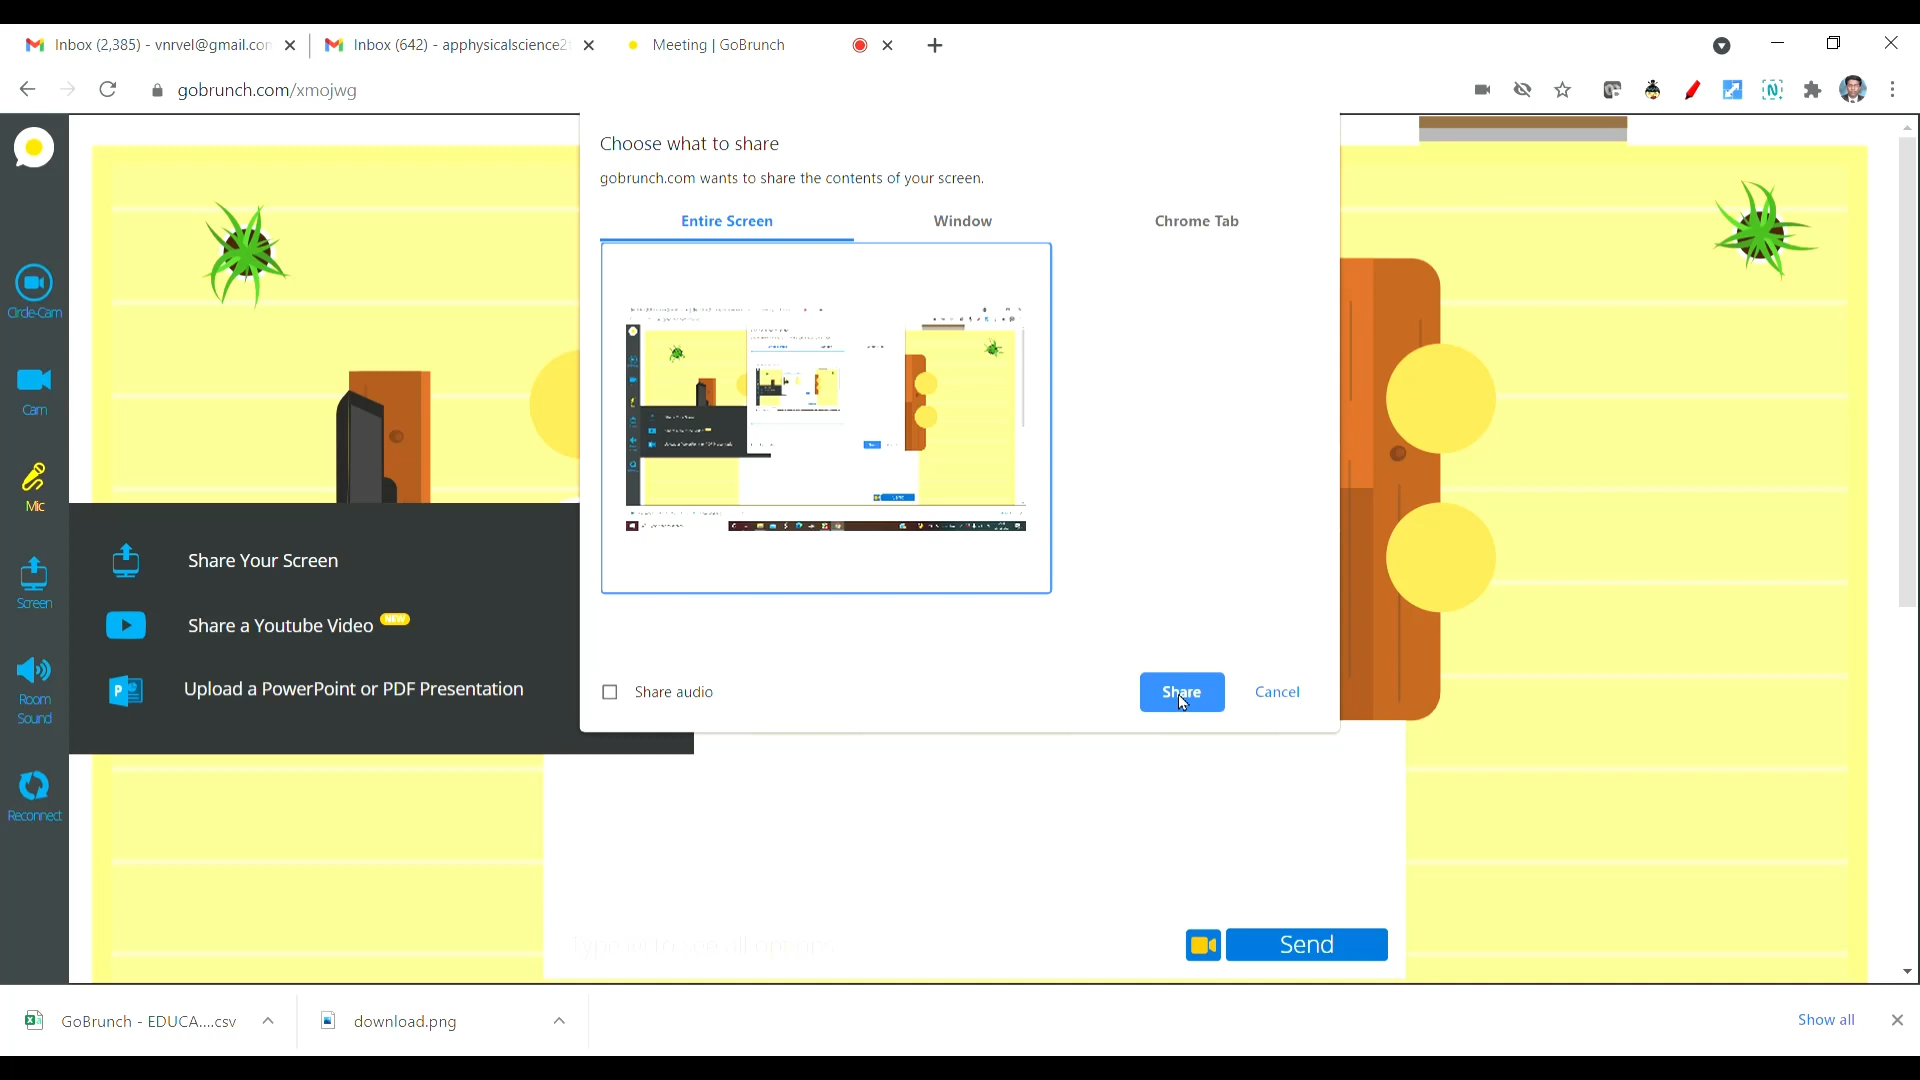 Inbox (2,385) - vnrvel@gmail.com
Inbox (642) - apphysicalscience2
Meeting | GoBrunch
gobrunch.com/xmojwg
Choose what to share
gobrunch.com wants to share the contents of your screen.
Entire Screen
Window
Chrome Tab
Circle-Cam
Cam
Mic
Screen
Room
Sound
Reconnect
Share Your Screen
Share a Youtube Video NEW
Upload a PowerPoint or PDF Presentation
Share audio
Share
Cancel
Send
GoBrunch - EDUCA....csv
download.png
Show all